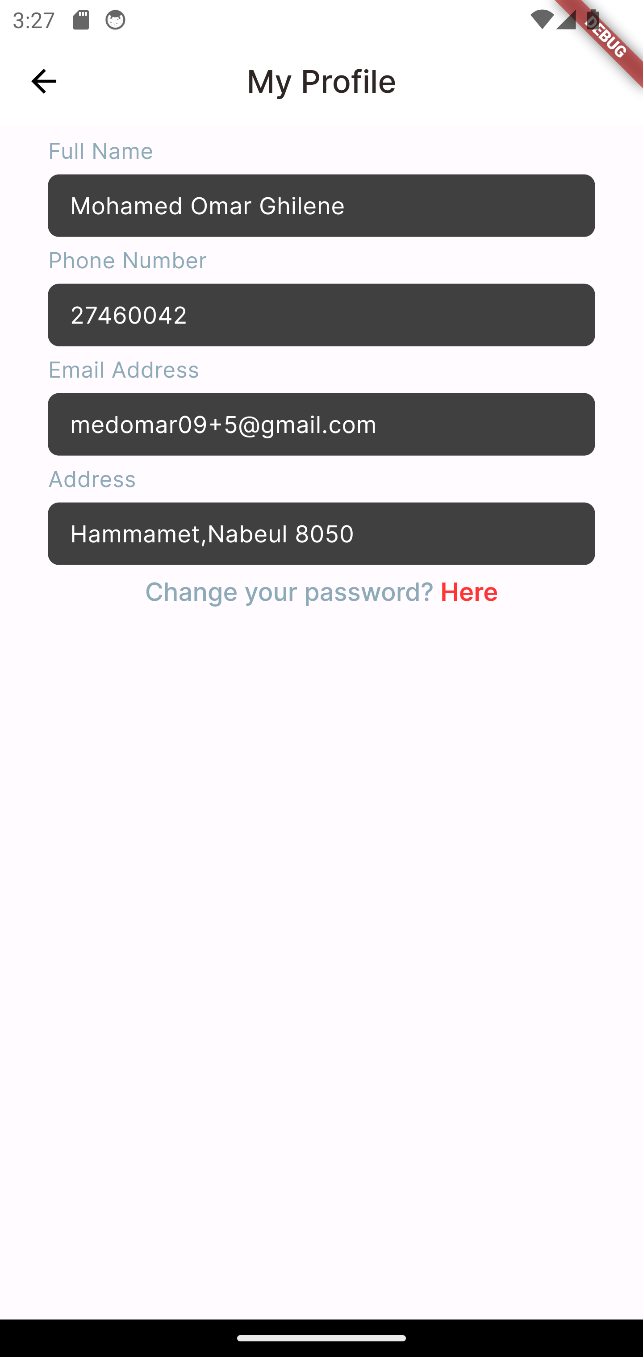 3:27
DEBUG
My Profile
Full Name
Mohamed Omar Ghilene
Phone Number
27460042
Email Address
medomar09+5@gmail.com
Address
Hammamet,Nabeul 8050
Change your password? Here